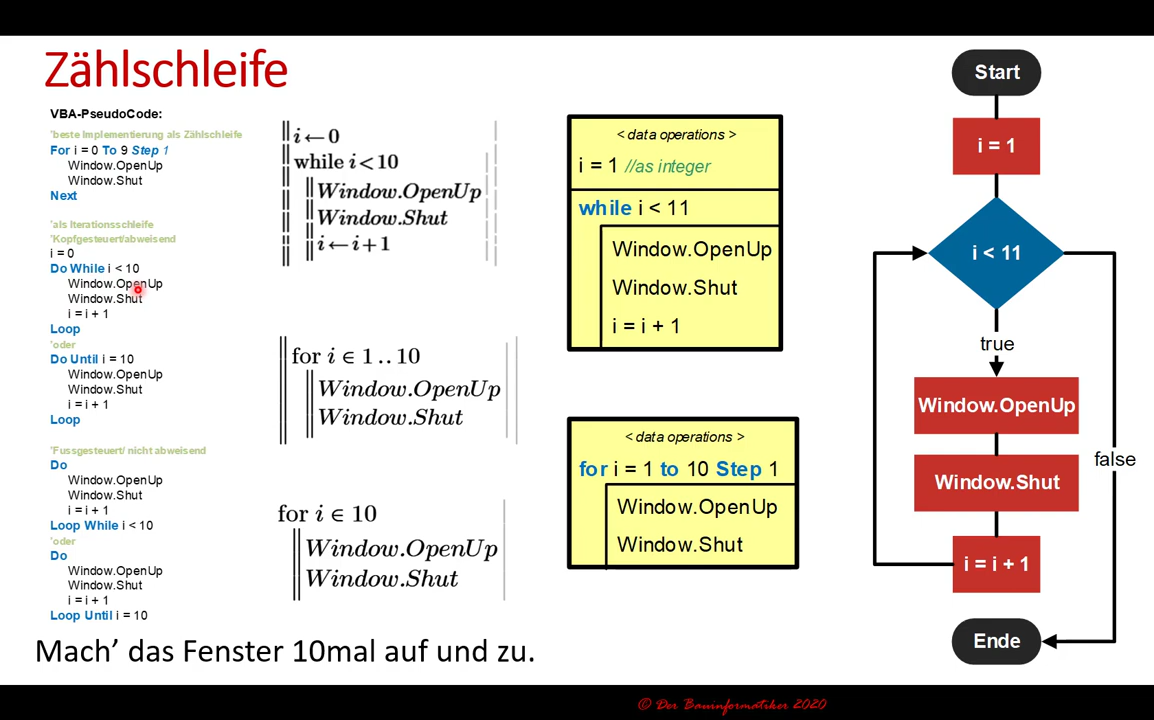 Zählschleife
VBA-PseudoCode:
'beste Implementierung als Zählschleife
For i = 0 To 9 Step 1
Window.OpenUp
Window.Shut
Next
'als Iterationsschleife
'Kopfgesteuert/abweisend
i = 0
Do While i < 10
Window.OpenUp
Window.Shut
i = i + 1
Loop
'oder
Do Until i = 10
Window.OpenUp
Window.Shut
i = i + 1
Loop
'Fussgesteuert/ nicht abweisend
Do
Window.OpenUp
Window.Shut
i = i + 1
Loop While i < 10
'oder
Do
Window.OpenUp
Window.Shut
i = i + 1
Loop Until i = 10
i ← 0
while i < 10
Window.OpenUp
Window.Shut
i ← i + 1
for i ∈ 1 .. 10
Window.OpenUp
Window.Shut
for i ∈ 10
Window.OpenUp
Window.Shut
< data operations >
i = 1 //as integer
while i < 11
Window.OpenUp
Window.Shut
i = i + 1
< data operations >
for i = 1 to 10 Step 1
Window.OpenUp
Window.Shut
Start
i = 1
i < 11
true
Window.OpenUp
Window.Shut
i = i + 1
false
Ende
Mach' das Fenster 10mal auf und zu.
© Der Bauinformatiker 2020